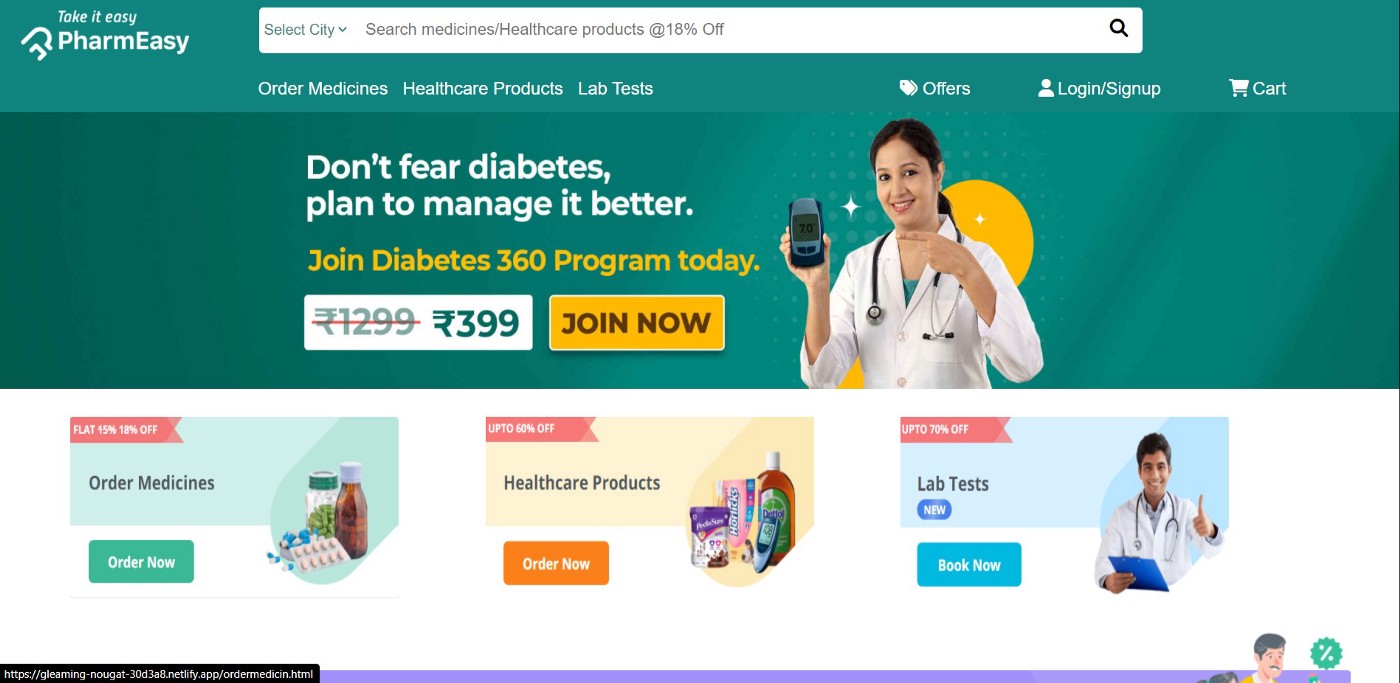 Take it easy
PharmEasy
Select City
Search medicines/Healthcare products @18% Off
Order Medicines
Healthcare Products
Lab Tests
Offers
Login/Signup
Cart
Don't fear diabetes,
plan to manage it better.
Join Diabetes 360 Program today.
₹1299 ₹399
JOIN NOW
7.0
FLAT 15% 18% OFF
Order Medicines
Order Now
UPTO 60% OFF
Healthcare Products
PediaSure
Horlicks
Dettol
Order Now
UPTO 70% OFF
Lab Tests
NEW
Book Now
%
https://gleaming-nougat-30d3a8.netlify.app/ordermedicin.html